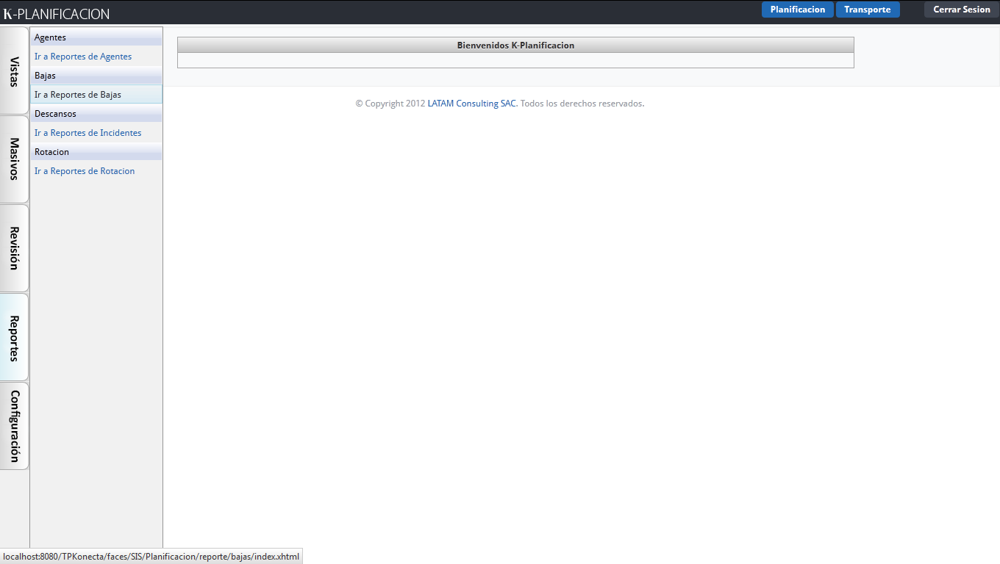 K-PLANIFICACION
Planificacion
Transporte
Cerrar Sesion
Vistas
Masivos
Revisión
Reportes
Configuración
Agentes
Ir a Reportes de Agentes
Bajas
Ir a Reportes de Bajas
Descansos
Ir a Reportes de Incidentes
Rotacion
Ir a Reportes de Rotacion
Bienvenidos K-Planificacion
© Copyright 2012 LATAM Consulting SAC. Todos los derechos reservados.
localhost:8080/TPKonecta/faces/SIS/Planificacion/reporte/bajas/index.xhtml